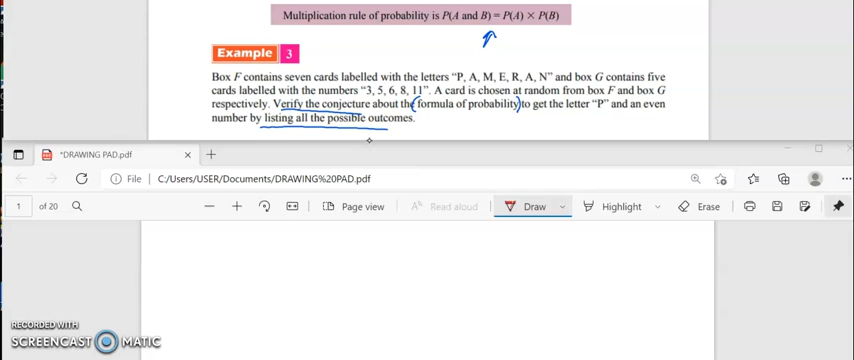 Multiplication rule of probability is P(A and B) = P(A) × P(B)
Example 3
Box F contains seven cards labelled with the letters “P, A, M, E, R, A, N” and box G contains five
cards labelled with the numbers “3, 5, 6, 8, 11”. A card is chosen at random from box F and box G
respectively. Verify the conjecture about the formula of probability to get the letter “P” and an even
number by listing all the possible outcomes.
*DRAWING PAD.pdf
File C:/Users/USER/Documents/DRAWING%20PAD.pdf
1 of 20 Page view Read aloud Draw Highlight Erase
RECORDED WITH
SCREENCAST MATIC